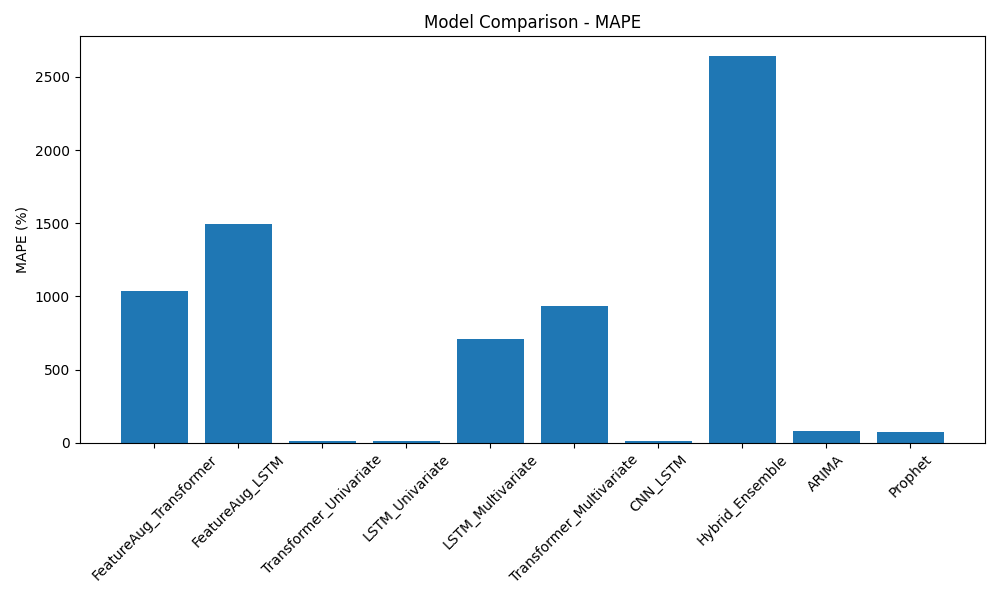 Model Comparison - MAPE
MAPE (%)
2500
2000
1500
1000
500
0
FeatureAug_Transformer
FeatureAug_LSTM
Transformer_Univariate
LSTM_Univariate
LSTM_Multivariate
Transformer_Multivariate
CNN_LSTM
Hybrid_Ensemble
ARIMA
Prophet